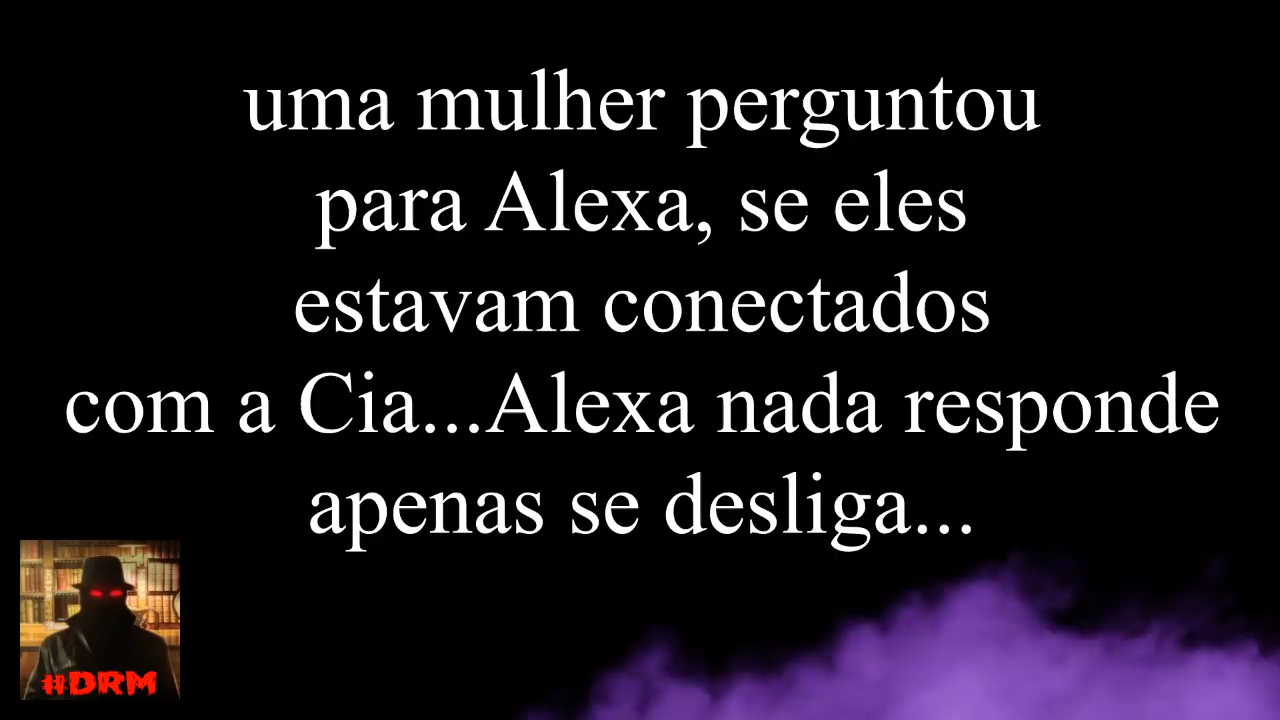 uma mulher perguntou
para Alexa, se eles
estavam conectados
com a Cia...Alexa nada responde
apenas se desliga...
#DRM